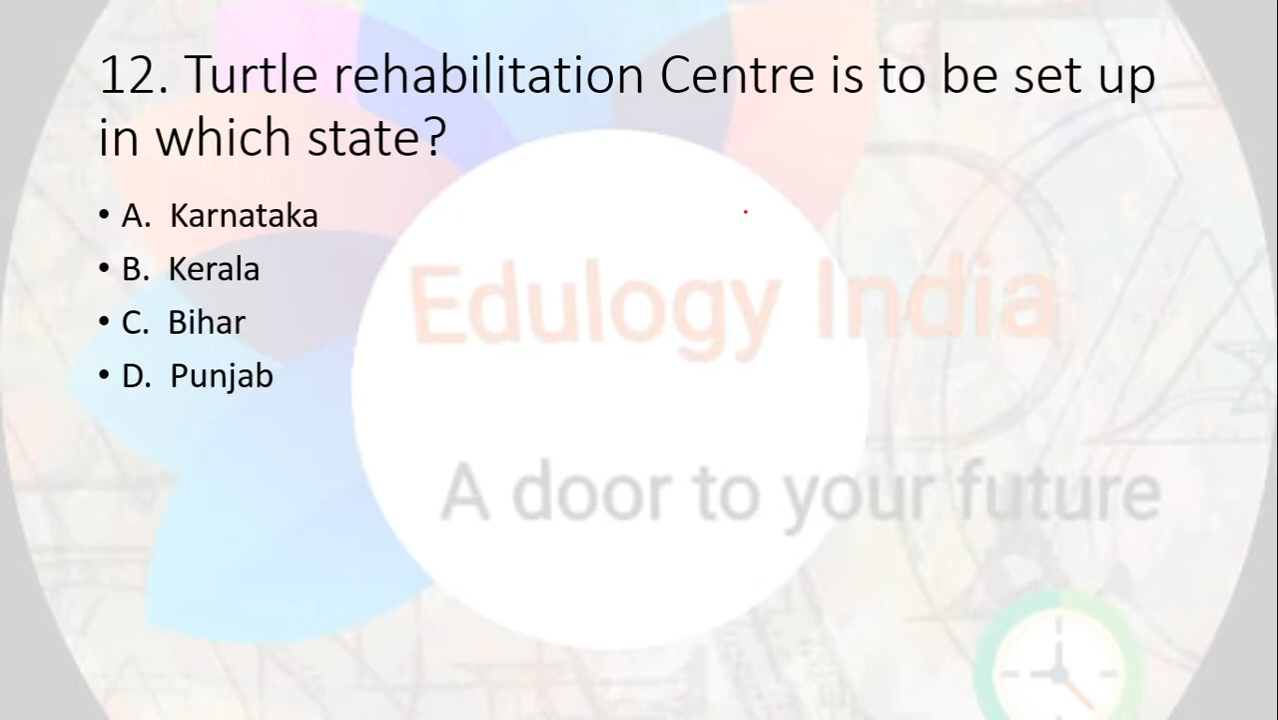 12. Turtle rehabilitation Centre is to be set up
in which state?
• A. Karnataka
• B. Kerala
• C. Bihar
• D. Punjab
Edulogy India
A door to your future